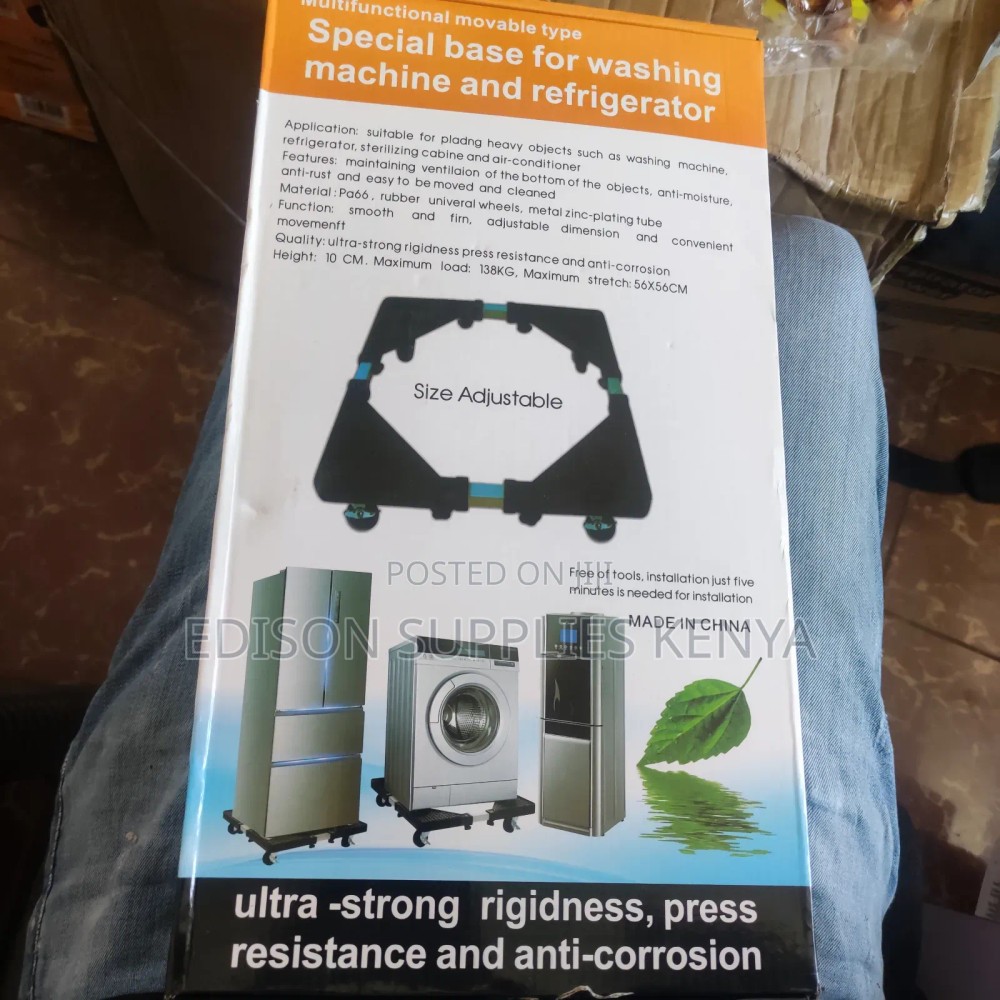 Multifunctional movable type
Special base for washing
machine and refrigerator
Application: suitable for pladng heavy objects such as washing machine,
refrigerator, sterilizing cabine and air-conditioner
Features: maintaining ventilaion of the bottom of the objects, anti-moisture,
anti-rust and easy to be moved and cleaned
Material: Pa66, rubber univeral wheels, metal zinc-plating tube
Function: smooth and firn, adjustable dimension and convenient
movemenft
Quality: ultra-strong rigidness press resistance and anti-corrosion
Height: 10 CM. Maximum load: 138KG, Maximum stretch: 56X56CM
Size Adjustable
POSTED ON JIJI
Free of tools, installation just five
minutes is needed for installation
MADE IN CHINA
EDISON SUPPLIES KENYA
ultra -strong rigidness, press
resistance and anti-corrosion